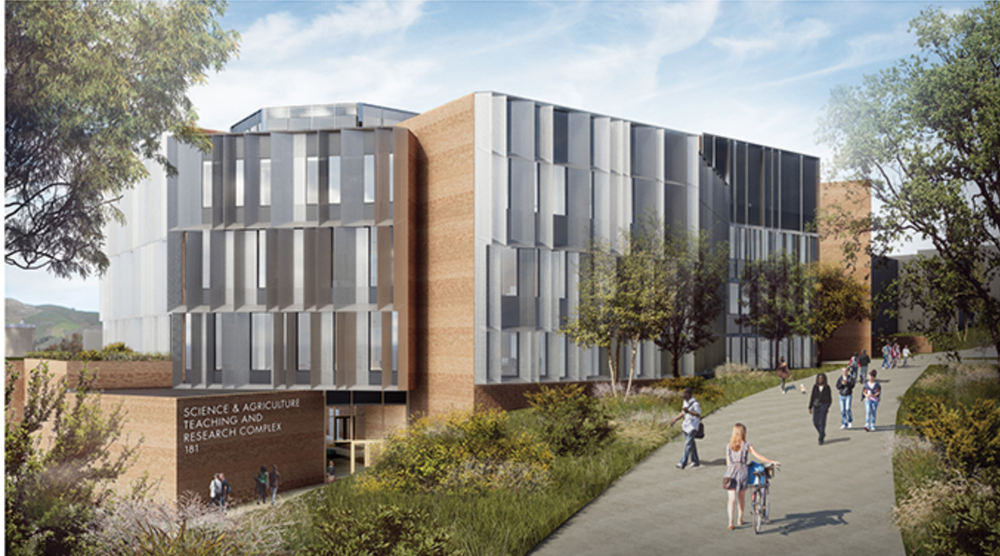 SCIENCE & AGRICULTURE
TEACHING AND
RESEARCH COMPLEX
181